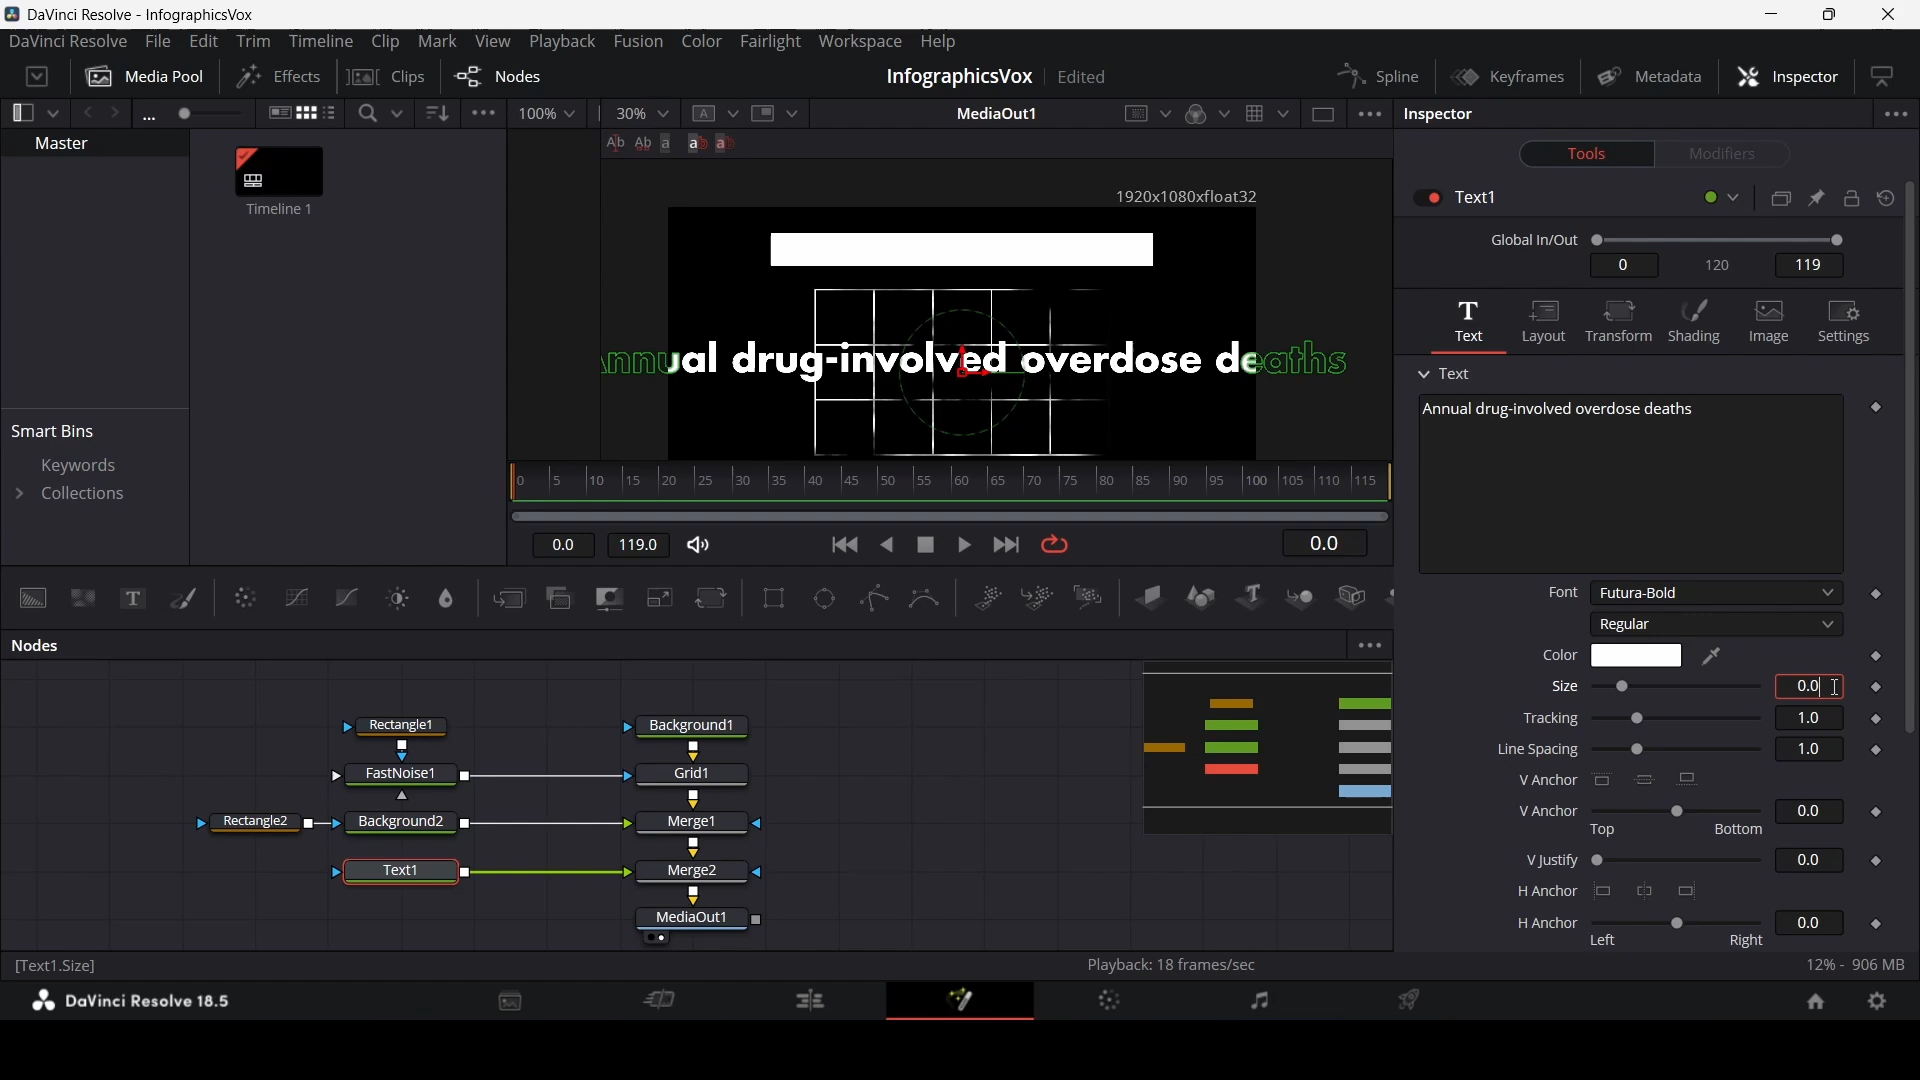 DaVinci Resolve - InfographicsVox
DaVinci Resolve File Edit Trim Timeline Clip Mark View Playback Fusion Color Fairlight Workspace Help
Media Pool Effects Clips Nodes InfographicsVox Edited Spline Keyframes Metadata Inspector
... 100% 30% A MediaOut1 Inspector
Master
Tools Modifiers
Timeline 1
1920x1080xfloat32
Text1
Global In/Out
0 120 119
Text Layout Transform Shading Image Settings
Annual drug-involved overdose deaths
Text
Annual drug-involved overdose deaths
Smart Bins
Keywords
Collections
0 5 10 15 20 25 30 35 40 45 50 55 60 65 70 75 80 85 90 95 100 105 110 115
0.0 119.0 0.0
Font Futura-Bold
Regular
Color
Size 0.0
Tracking 1.0
Line Spacing 1.0
V Anchor
V Anchor 0.0
Top Bottom
V Justify 0.0
H Anchor
H Anchor 0.0
Left Right
Nodes
Rectangle1 Background1
FastNoise1 Grid1
Rectangle2 Background2 Merge1
Text1 Merge2
MediaOut1
[Text1.Size] Playback: 18 frames/sec 12% - 906 MB
DaVinci Resolve 18.5